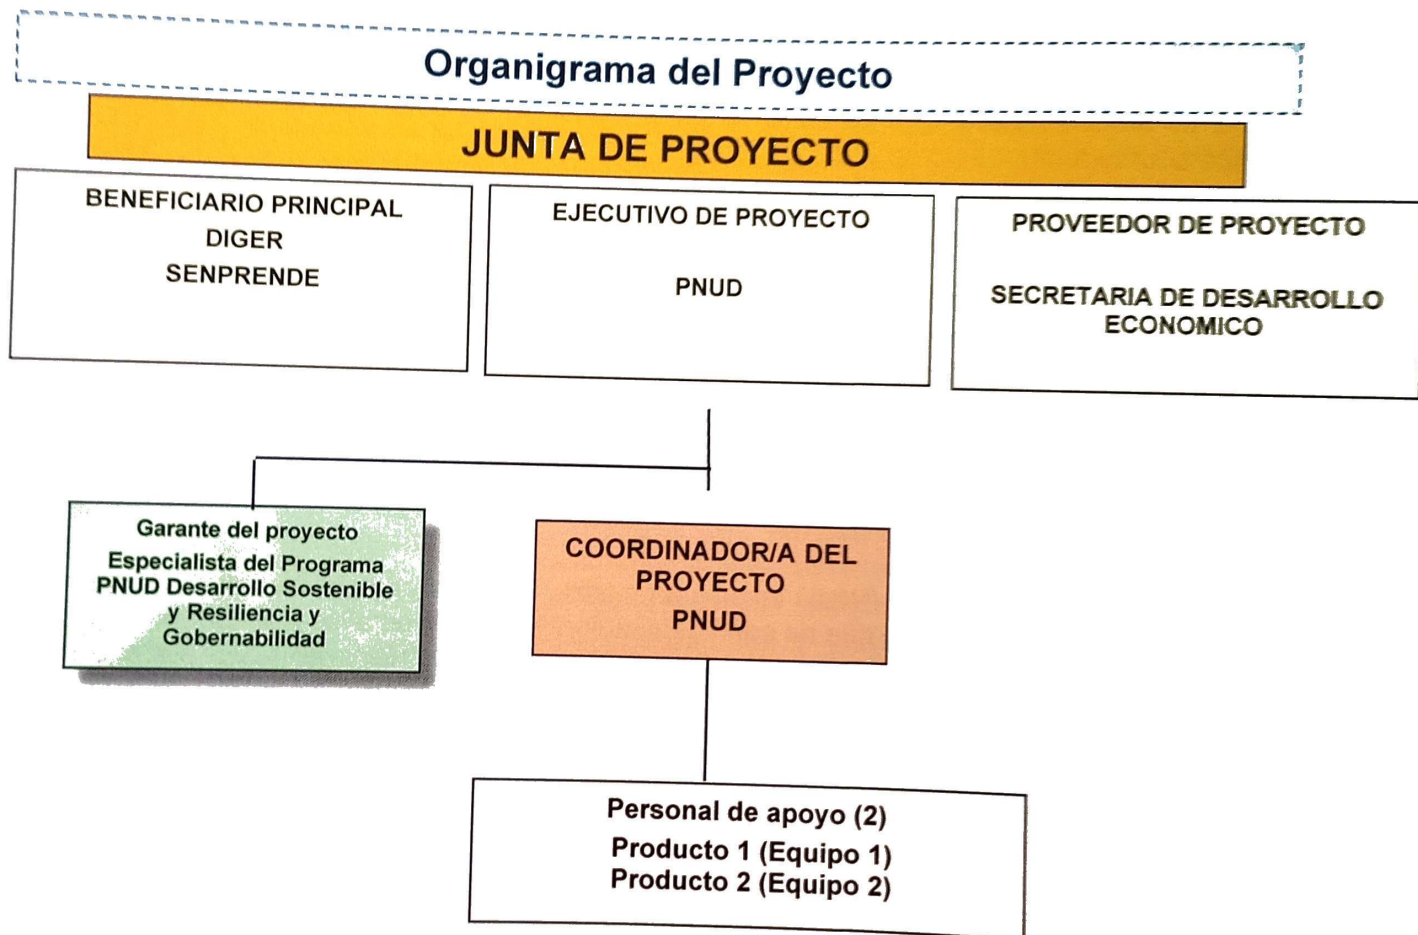 Organigrama del Proyecto
JUNTA DE PROYECTO
BENEFICIARIO PRINCIPAL
DIGER
SENPRENDE
EJECUTIVO DE PROYECTO
PNUD
PROVEEDOR DE PROYECTO
SECRETARIA DE DESARROLLO
ECONOMICO
Garante del proyecto
Especialista del Programa
PNUD Desarrollo Sostenible
y Resiliencia y
Gobernabilidad
COORDINADOR/A DEL
PROYECTO
PNUD
Personal de apoyo (2)
Producto 1 (Equipo 1)
Producto 2 (Equipo 2)